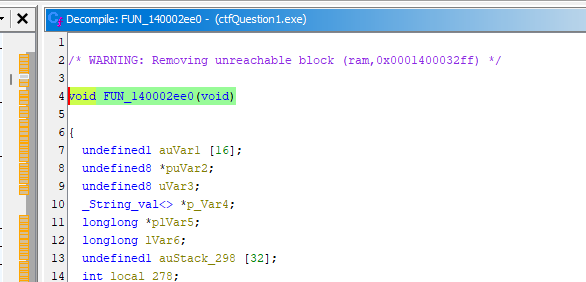 Decompile: FUN_140002ee0 - (ctfQuestion1.exe)
1
2 /* WARNING: Removing unreachable block (ram,0x0001400032ff) */
3
4 void FUN_140002ee0(void)
5
6 {
7 undefined1 auVar1 [16];
8 undefined8 *puVar2;
9 undefined8 uVar3;
10 _String_val<> *p_Var4;
11 longlong *plVar5;
12 longlong lVar6;
13 undefined1 auStack_298 [32];
14 int local_278;